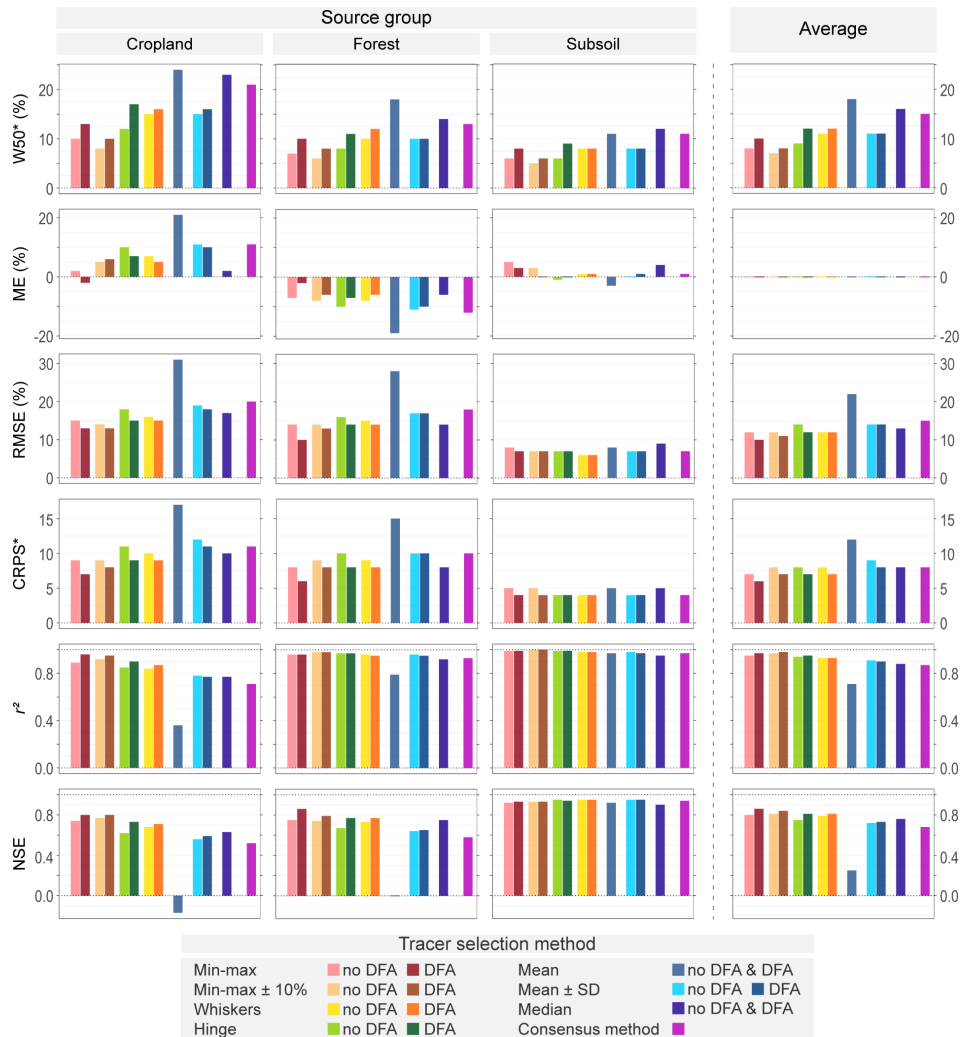 Source group
Average
Cropland
Forest
Subsoil
W50* (%)
20
10
0
20
10
0
ME (%)
20
0
-20
20
0
-20
RMSE (%)
30
20
10
0
30
20
10
0
CRPS*
15
10
5
0
15
10
5
0
r²
0.8
0.4
0.0
0.8
0.4
0.0
NSE
0.8
0.4
0.0
0.8
0.4
0.0
Tracer selection method
Min-max no DFA DFA Mean no DFA & DFA
Min-max ± 10% no DFA DFA Mean ± SD no DFA DFA
Whiskers no DFA DFA Median no DFA & DFA
Hinge no DFA DFA Consensus method